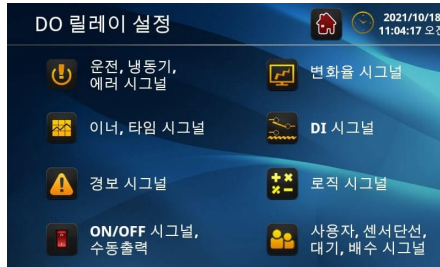 DO 릴레이 설정
2021/10/18
11:04:17 오전
운전, 냉동기,
에러 시그널
변화율 시그널
이너, 타임 시그널
DI 시그널
경보 시그널
로직 시그널
ON/OFF 시그널,
수동출력
사용자, 센서단선,
대기, 배수 시그널